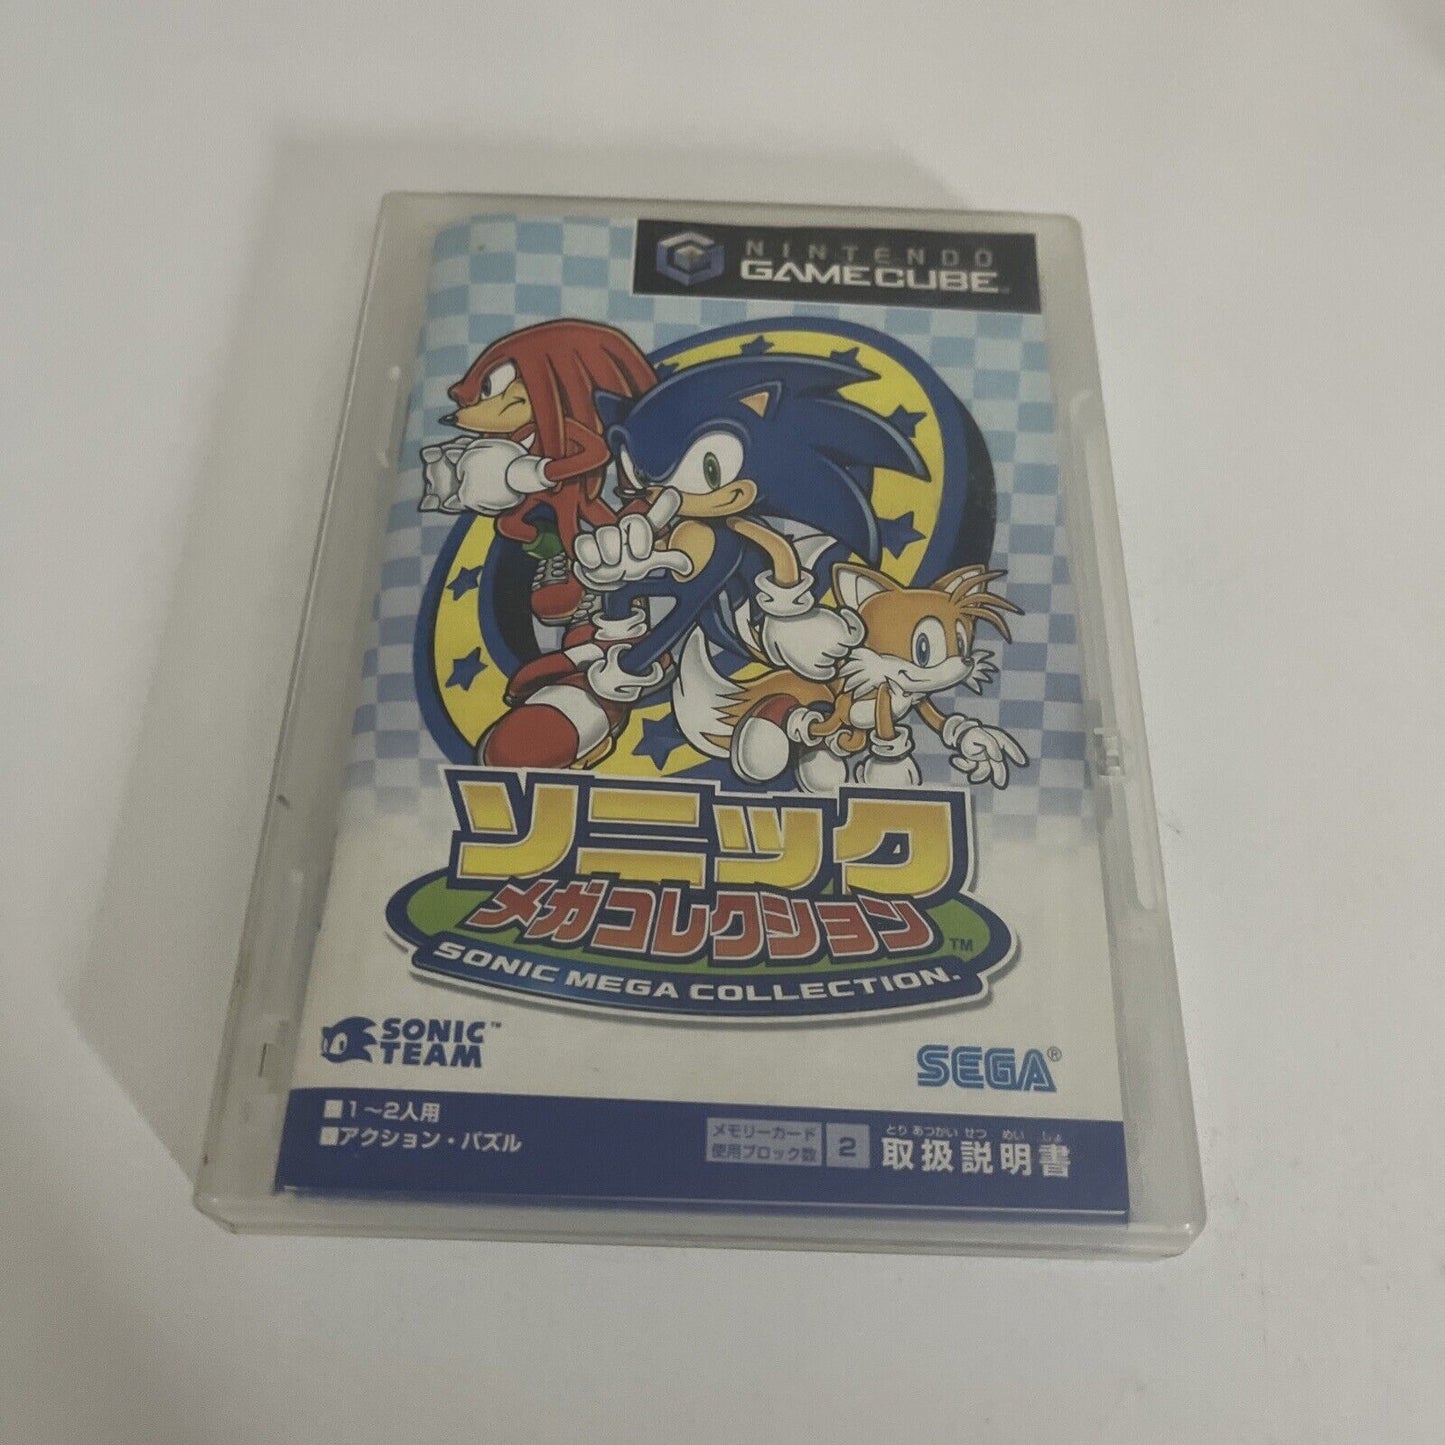 NINTENDO
GAMECUBE
ソニック
メガコレクション™
SONIC MEGA COLLECTION.
SONIC™
TEAM
SEGA®
■1～2人用
■アクション・パズル
メモリーカード
使用ブロック数
2
とりあつかいせつめいしょ
取扱説明書